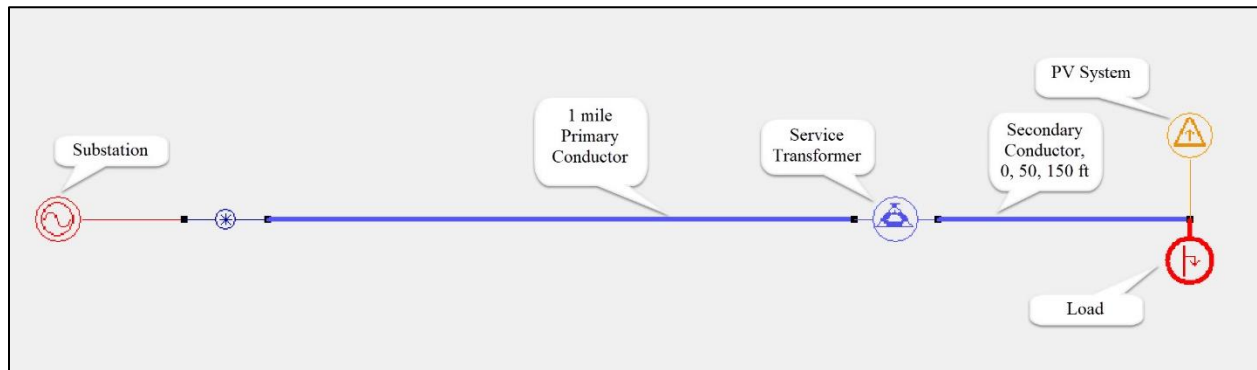 Substation
1 mile
Primary
Conductor
Service
Transformer
Secondary
Conductor,
0, 50, 150 ft
PV System
Load